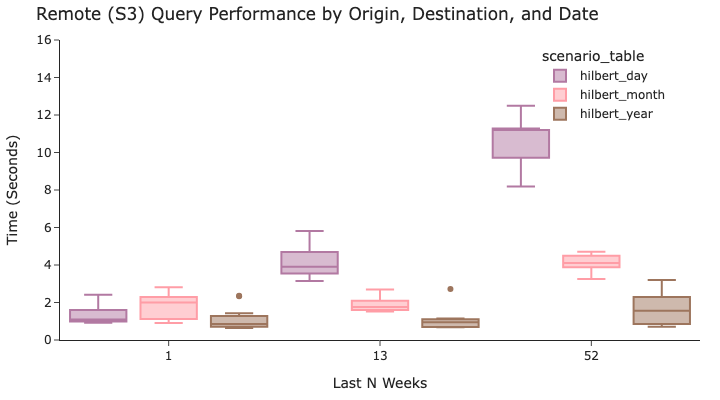 Remote (S3) Query Performance by Origin, Destination, and Date
16
14
12
10
8
6
4
2
0
Time (Seconds)
scenario_table
hilbert_day
hilbert_month
hilbert_year
1
13
52
Last N Weeks